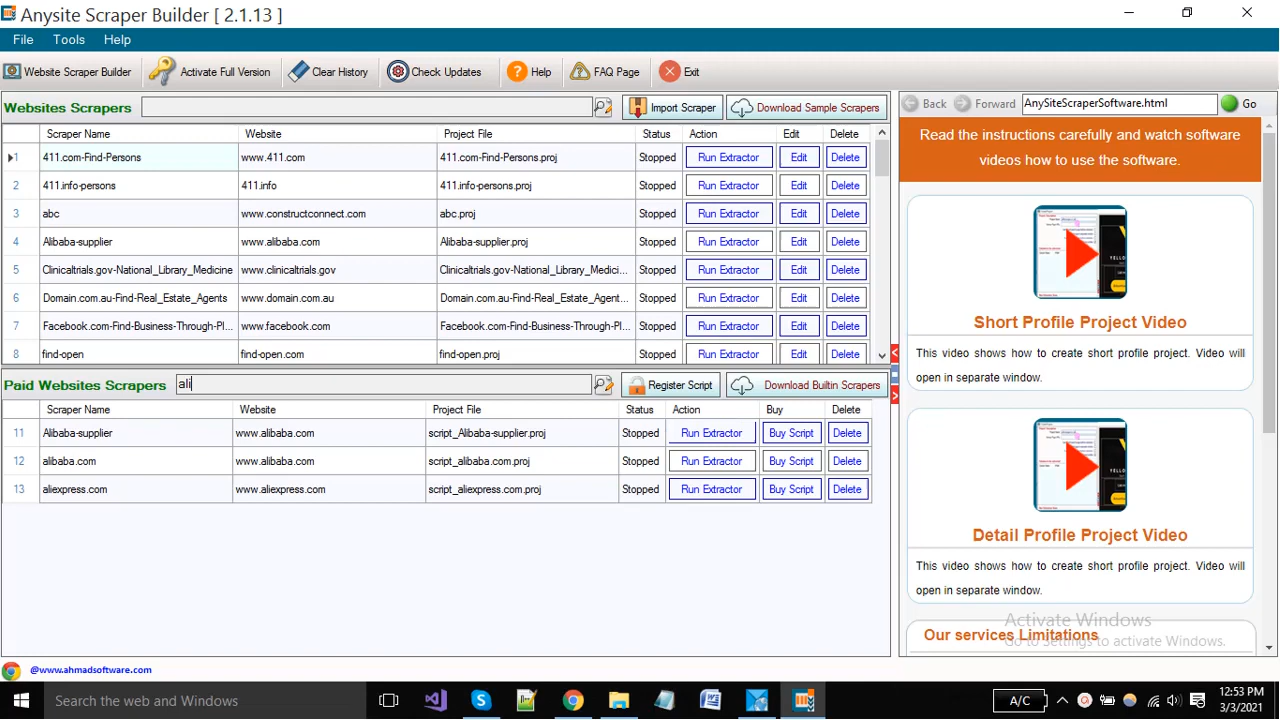 Anysite Scraper Builder [ 2.1.13 ]
File Tools Help
Website Scraper Builder Activate Full Version Clear History Check Updates Help FAQ Page Exit
Websites Scrapers Import Scraper Download Sample Scrapers
Scraper Name Website Project File Status Action Edit Delete
1 411.com-Find-Persons www.411.com 411.com-Find-Persons.proj Stopped Run Extractor Edit Delete
2 411.info-persons 411.info 411.info-persons.proj Stopped Run Extractor Edit Delete
3 abc www.constructconnect.com abc.proj Stopped Run Extractor Edit Delete
4 Alibaba-supplier www.alibaba.com Alibaba-supplier.proj Stopped Run Extractor Edit Delete
5 Clinicaltrials.gov-National_Library_Medicine www.clinicaltrials.gov Clinicaltrials.gov-National_Library_Medici... Stopped Run Extractor Edit Delete
6 Domain.com.au-Find-Real_Estate_Agents www.domain.com.au Domain.com.au-Find-Real_Estate_Agent... Stopped Run Extractor Edit Delete
7 Facebook.com-Find-Business-Through-Pl... www.facebook.com Facebook.com-Find-Business-Through-Pl... Stopped Run Extractor Edit Delete
8 find-open find-open.com find-open.proj Stopped Run Extractor Edit Delete
Paid Websites Scrapers ali Register Script Download Builtin Scrapers
Scraper Name Website Project File Status Action Buy Delete
11 Alibaba-supplier www.alibaba.com script_Alibaba-supplier.proj Stopped Run Extractor Buy Script Delete
12 alibaba.com www.alibaba.com script_alibaba.com.proj Stopped Run Extractor Buy Script Delete
13 aliexpress.com www.aliexpress.com script_aliexpress.com.proj Stopped Run Extractor Buy Script Delete
Back Forward AnySiteScraperSoftware.html Go
Read the instructions carefully and watch software
videos how to use the software.
Short Profile Project Video
This video shows how to create short profile project. Video will
open in separate window.
Detail Profile Project Video
This video shows how to create short profile project. Video will
open in separate window.
Activate Windows
Our services Limitations
Go to Settings to activate Windows.
@www.ahmadsoftware.com
Search the web and Windows
A/C
12:53 PM
3/3/2021